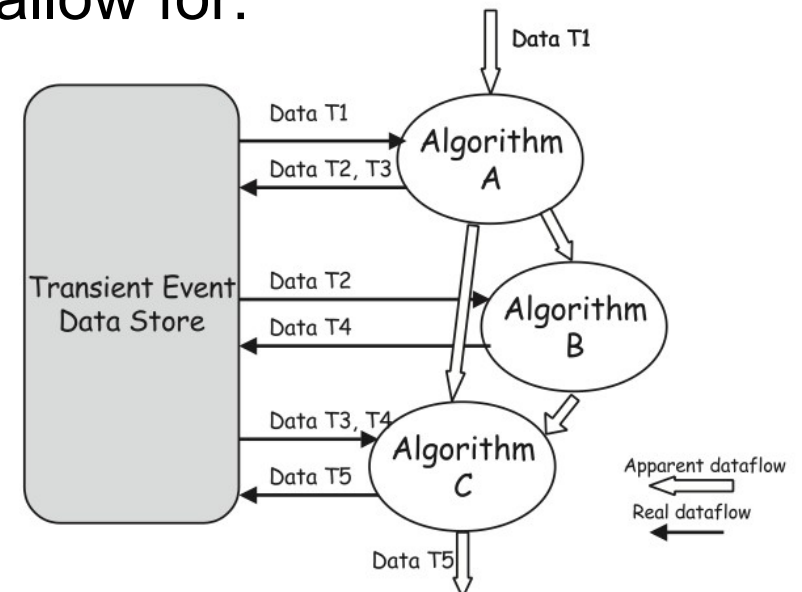 allow for:
Data T1
Data T1
Algorithm
A
Data T2, T3
Transient Event
Data Store
Data T2
Algorithm
B
Data T4
Data T3, T4
Algorithm
C
Data T5
Apparent dataflow
Real dataflow
Data T5